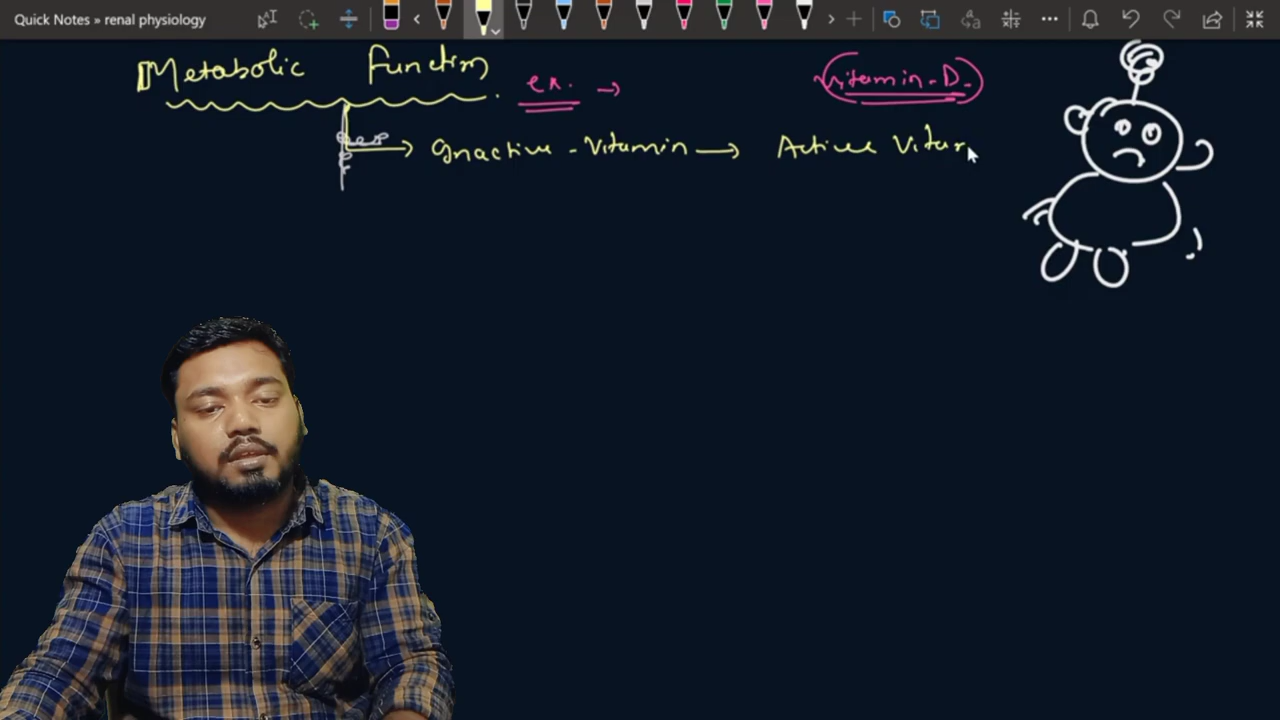 Quick Notes » renal physiology
Metabolic Function
ex. → Vitamin-D.
Inactive - Vitamin → Active Vitam